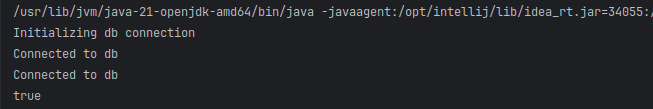 /usr/lib/jvm/java-21-openjdk-amd64/bin/java -javaagent:/opt/intellij/lib/idea_rt.jar=34055:/
Initializing db connection
Connected to db
Connected to db
true